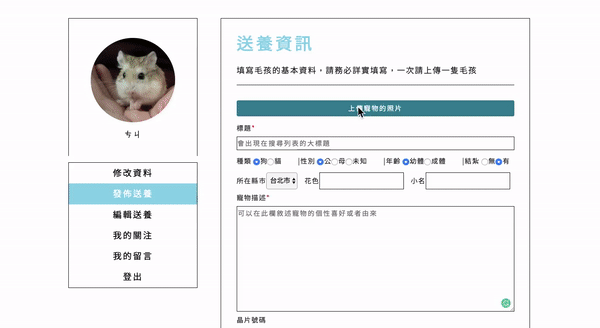 ㄘㄐ
修改資料
發佈送養
編輯送養
我的關注
我的留言
登出
送養資訊
填寫毛孩的基本資料，請務必詳實填寫，一次請上傳一隻毛孩
上傳寵物的照片
標題*
會出現在搜尋列表的大標題
種類 狗 貓 |性別 公 母 未知 |年齡 幼體 成體 |結紮 無 有
所在縣市 台北市 花色 小名
寵物描述*
可以在此欄敘述寵物的個性喜好或者由來
晶片號碼